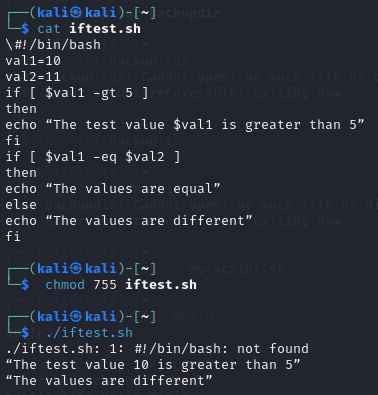 ┌──(kali㉿kali)-[~]
└─$ cat iftest.sh
\#!/bin/bash
val1=10
val2=11
if [ $val1 -gt 5 ]
then
echo “The test value $val1 is greater than 5”
fi
if [ $val1 -eq $val2 ]
then
echo “The values are equal”
else
echo “The values are different”
fi
┌──(kali㉿kali)-[~]
└─$  chmod 755 iftest.sh
┌──(kali㉿kali)-[~]
└─$ ./iftest.sh
./iftest.sh: 1: #!/bin/bash: not found
“The test value 10 is greater than 5”
“The values are different”